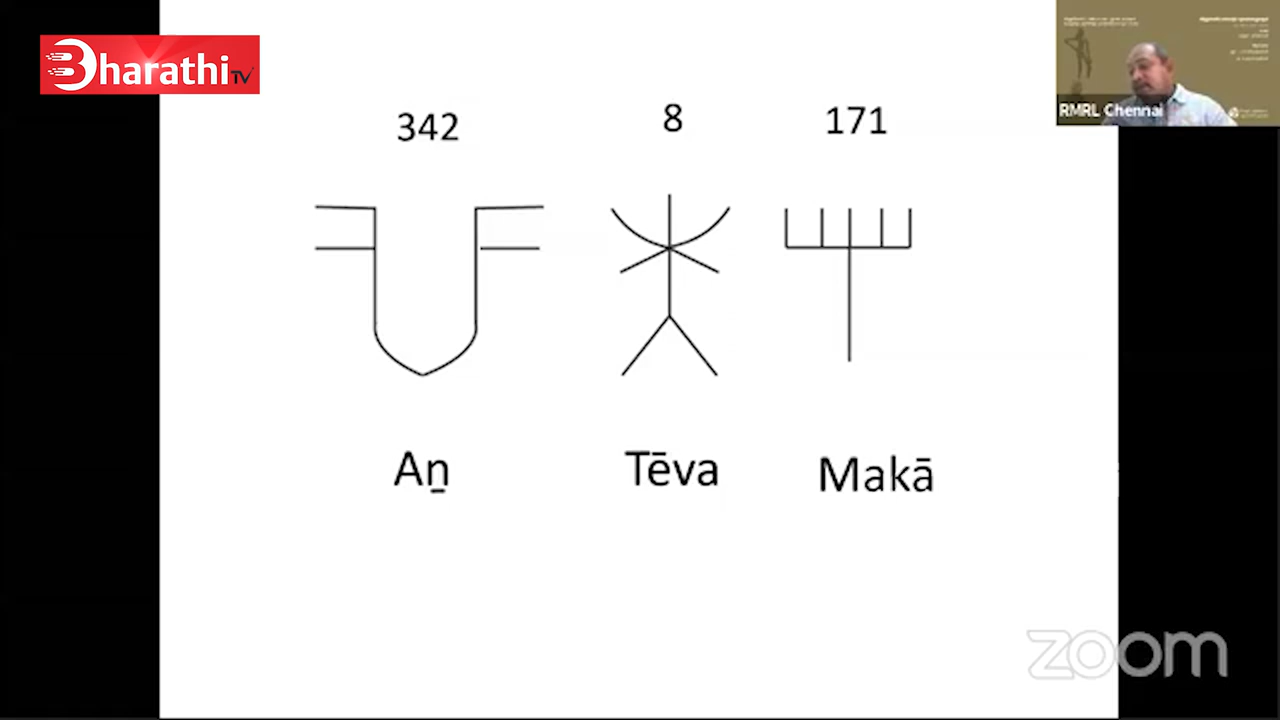 Bharathi TV
RMRL Chennai
342 8 171
Aṉ Tēva Makā
zoom